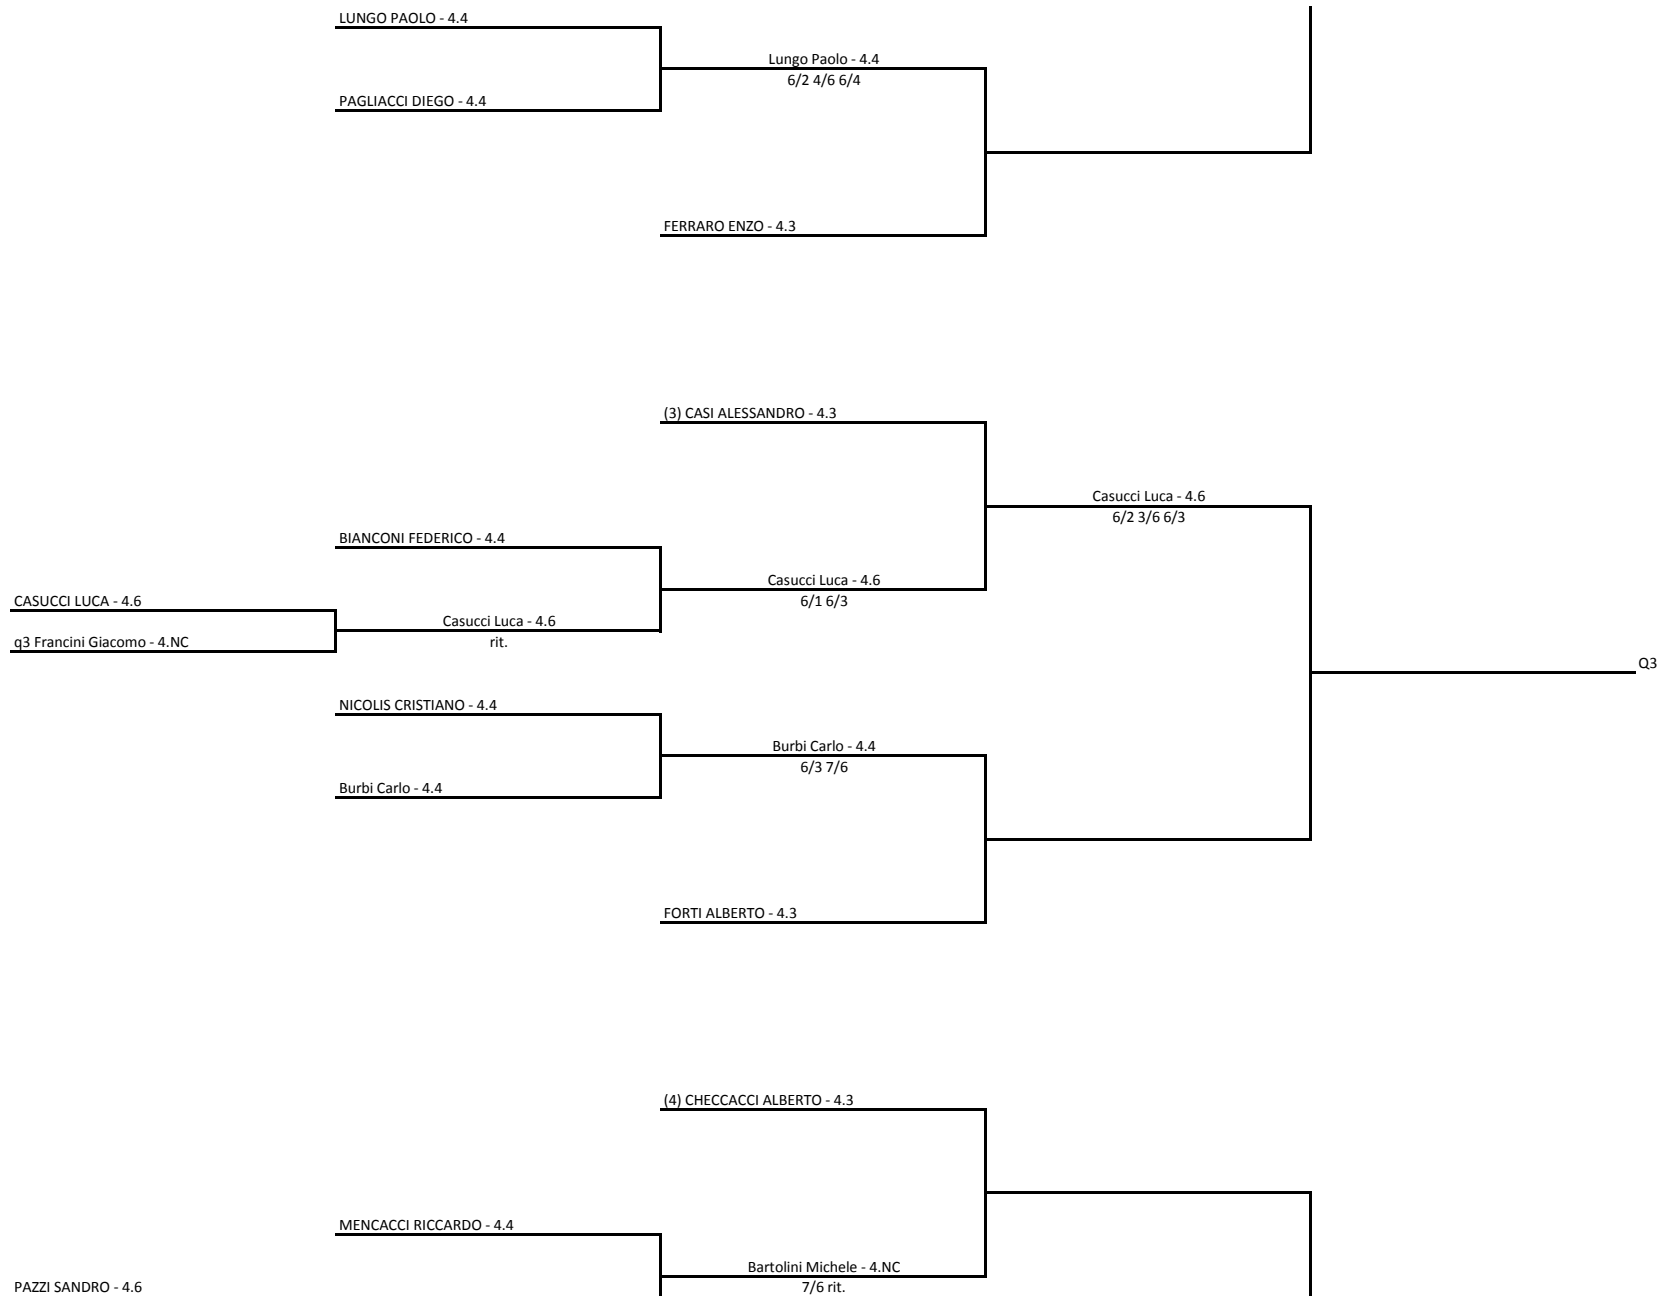 LUNGO PAOLO - 4.4
Lungo Paolo - 4.4
6/2 4/6 6/4
PAGLIACCI DIEGO - 4.4
FERRARO ENZO - 4.3
(3) CASI ALESSANDRO - 4.3
Casucci Luca - 4.6
6/2 3/6 6/3
BIANCONI FEDERICO - 4.4
Casucci Luca - 4.6
6/1 6/3
CASUCCI LUCA - 4.6
Casucci Luca - 4.6
rit.
q3 Francini Giacomo - 4.NC
Q3
NICOLIS CRISTIANO - 4.4
Burbi Carlo - 4.4
6/3 7/6
Burbi Carlo - 4.4
FORTI ALBERTO - 4.3
(4) CHECCACCI ALBERTO - 4.3
MENCACCI RICCARDO - 4.4
Bartolini Michele - 4.NC
7/6 rit.
PAZZI SANDRO - 4.6